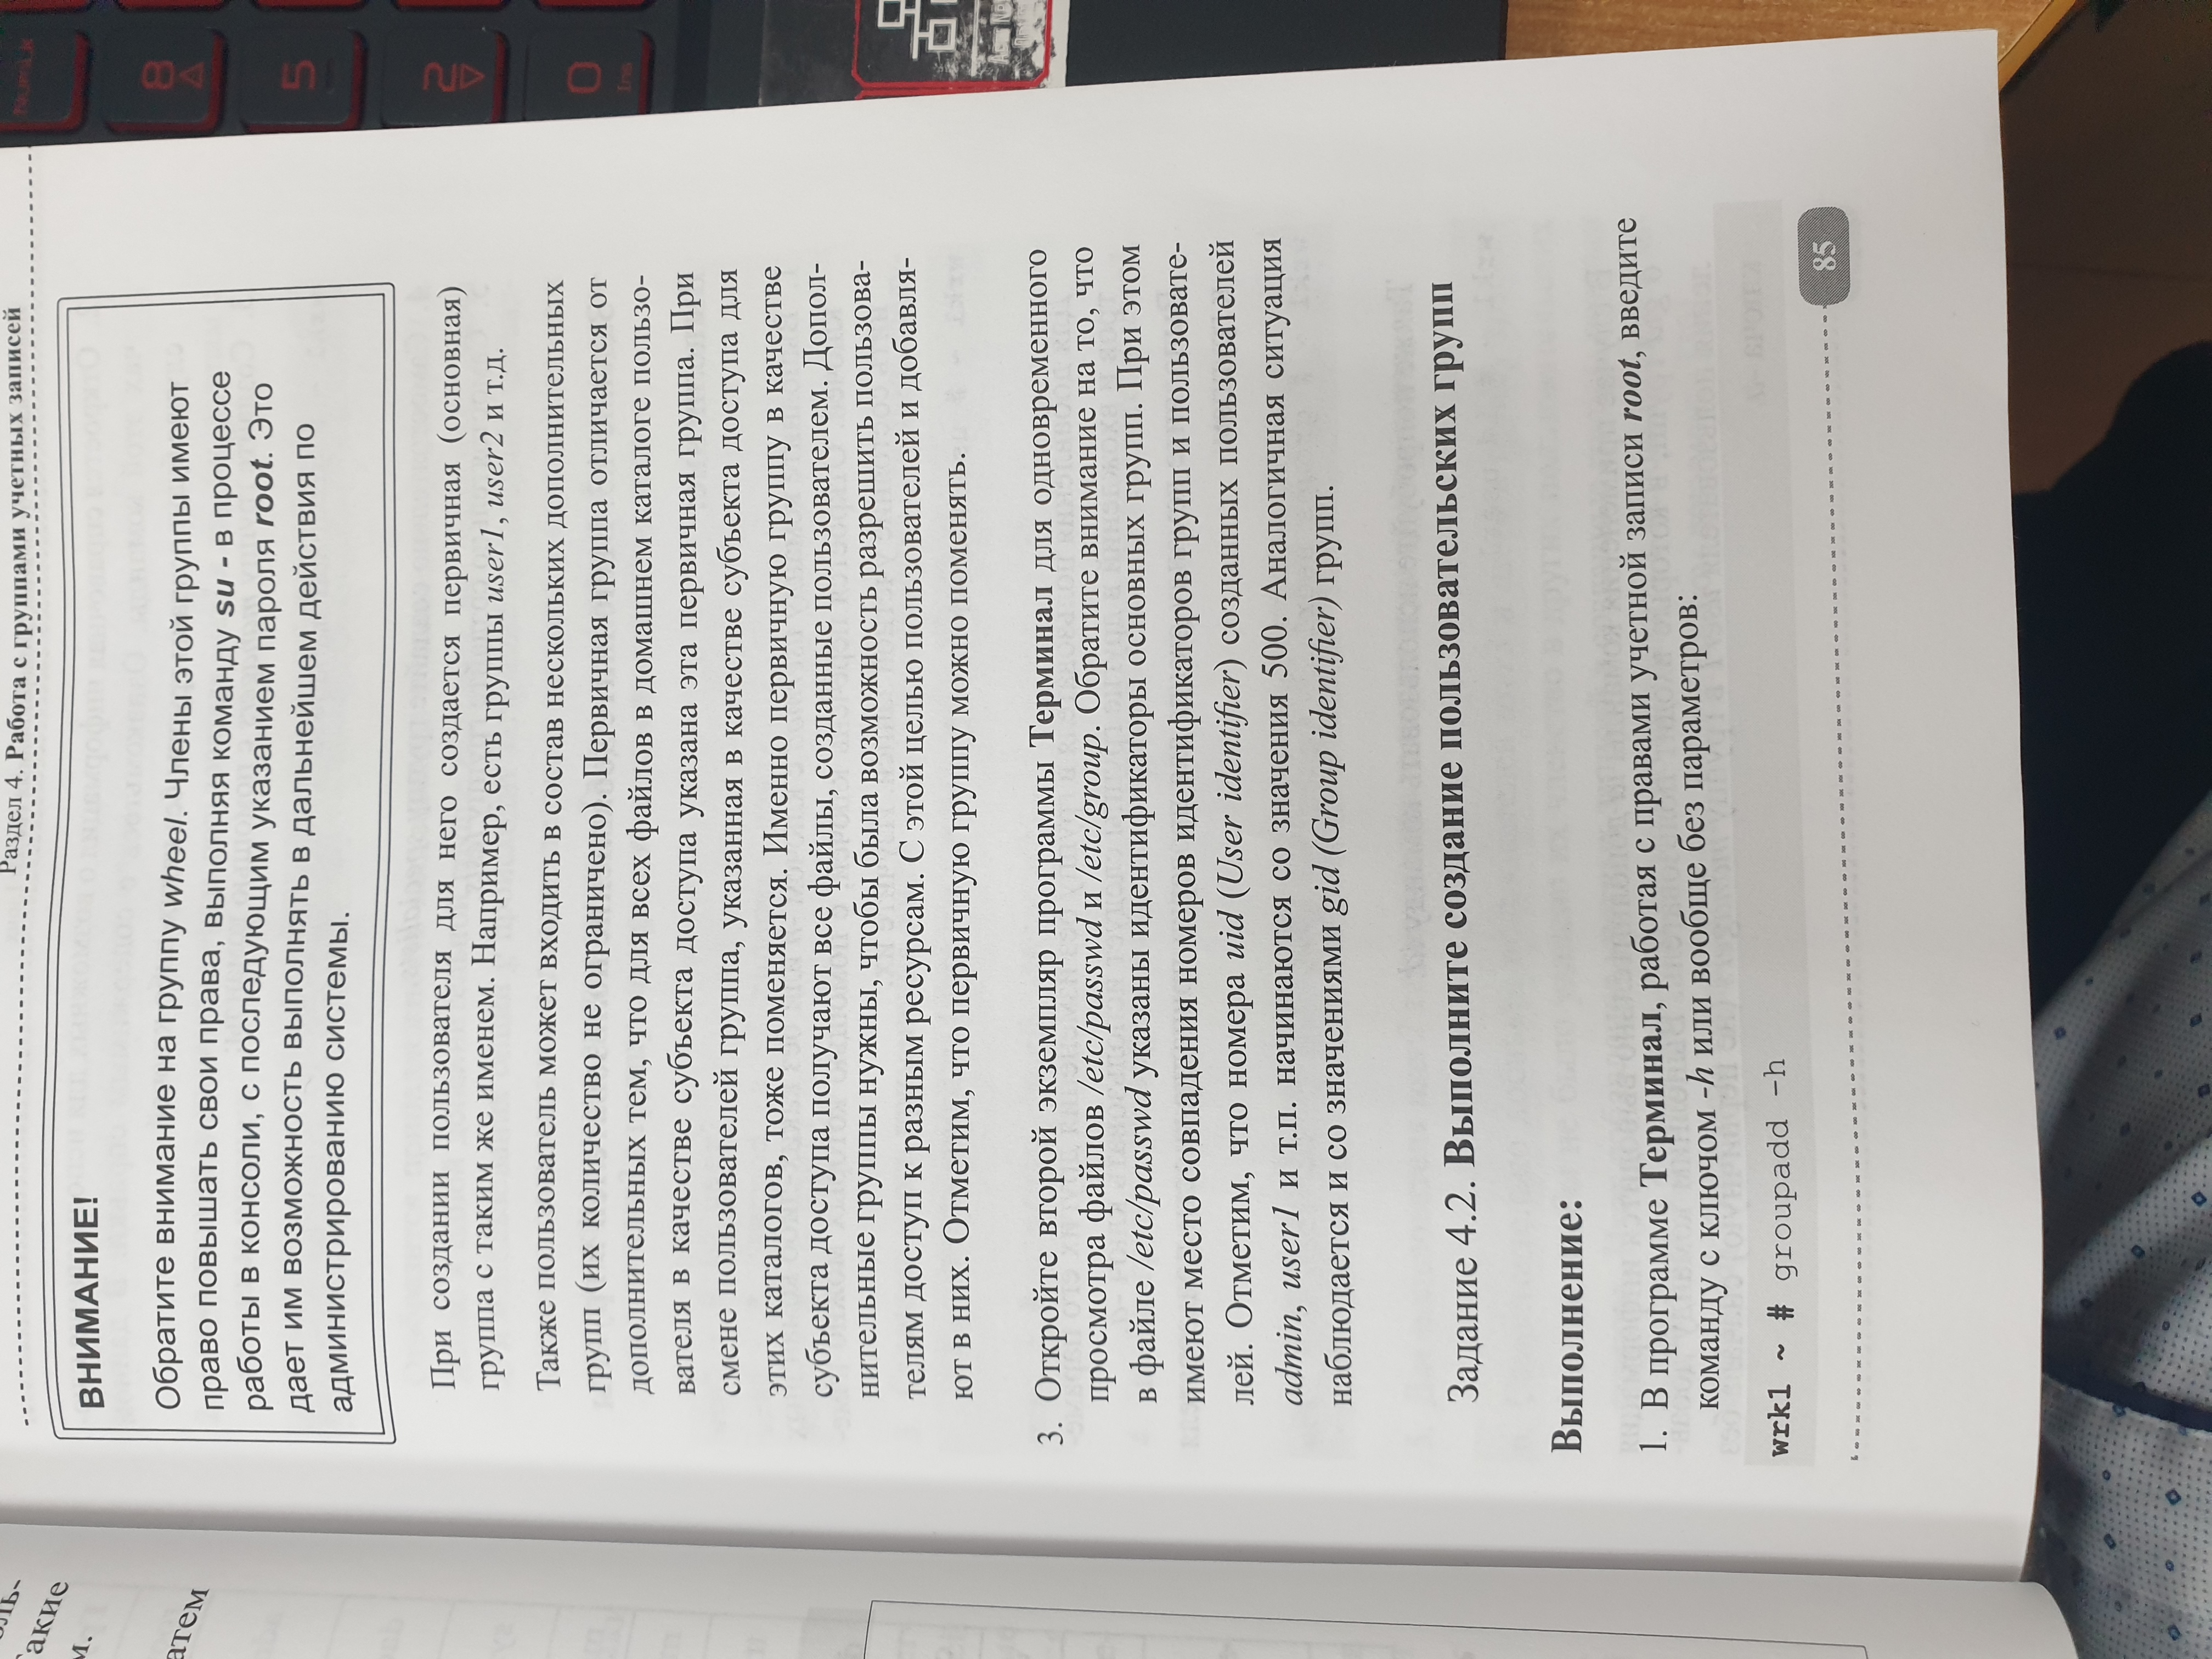 Такие
м.
атем
Раздел 4. Работа с группами учетных записей
ВНИМАНИЕ!
Обратите внимание на группу wheel. Члены этой группы имеют
право повышать свои права, выполняя команду su - в процессе
работы в консоли, с последующим указанием пароля root. Это
дает им возможность выполнять в дальнейшем действия по
администрированию системы.
При создании пользователя для него создается первичная (основная)
группа с таким же именем. Например, есть группы user1, user2 и т.д.
Также пользователь может входить в состав нескольких дополнительных
групп (их количество не ограничено). Первичная группа отличается от
дополнительных тем, что для всех файлов в домашнем каталоге пользо-
вателя в качестве субъекта доступа указана эта первичная группа. При
смене пользователей группа, указанная в качестве субъекта доступа для
этих каталогов, тоже поменяется. Именно первичную группу в качестве
субъекта доступа получают все файлы, созданные пользователем. Допол-
нительные группы нужны, чтобы была возможность разрешить пользова-
телям доступ к разным ресурсам. С этой целью пользователей и добавля-
ют в них. Отметим, что первичную группу можно поменять.
3. Откройте второй экземпляр программы Терминал для одновременного
просмотра файлов /etc/passwd и /etc/group. Обратите внимание на то, что
в файле /etc/passwd указаны идентификаторы основных групп. При этом
имеют место совпадения номеров идентификаторов групп и пользовате-
лей. Отметим, что номера uid (User identifier) созданных пользователей
admin, user1 и т.п. начинаются со значения 500. Аналогичная ситуация
наблюдается и со значениями gid (Group identifier) групп.
Задание 4.2. Выполните создание пользовательских групп
Выполнение:
1. В программе Терминал, работая с правами учетной записи root, введите
команду с ключом -h или вообще без параметров:
wrk1 ~ # groupadd -h
85
NumLk
8
5
2
0
Ins